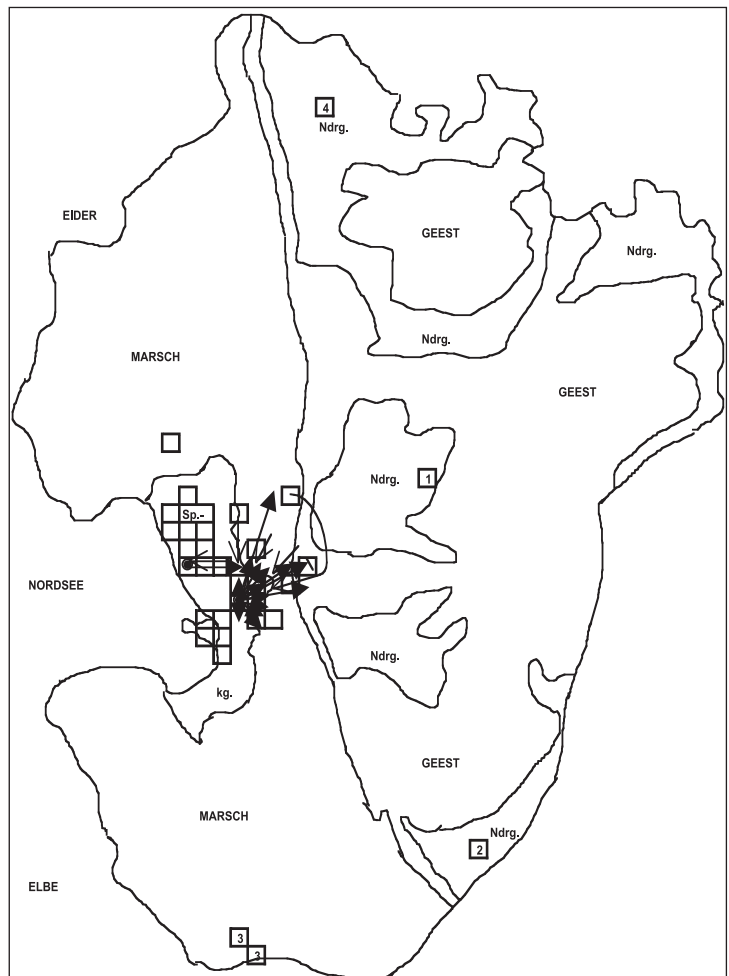 4
Ndrg.
EIDER
GEEST
Ndrg.
Ndrg.
MARSCH
GEEST
Ndrg.
1
Sp.-
NORDSEE
Ndrg.
kg.
GEEST
MARSCH
Ndrg.
2
ELBE
3
3